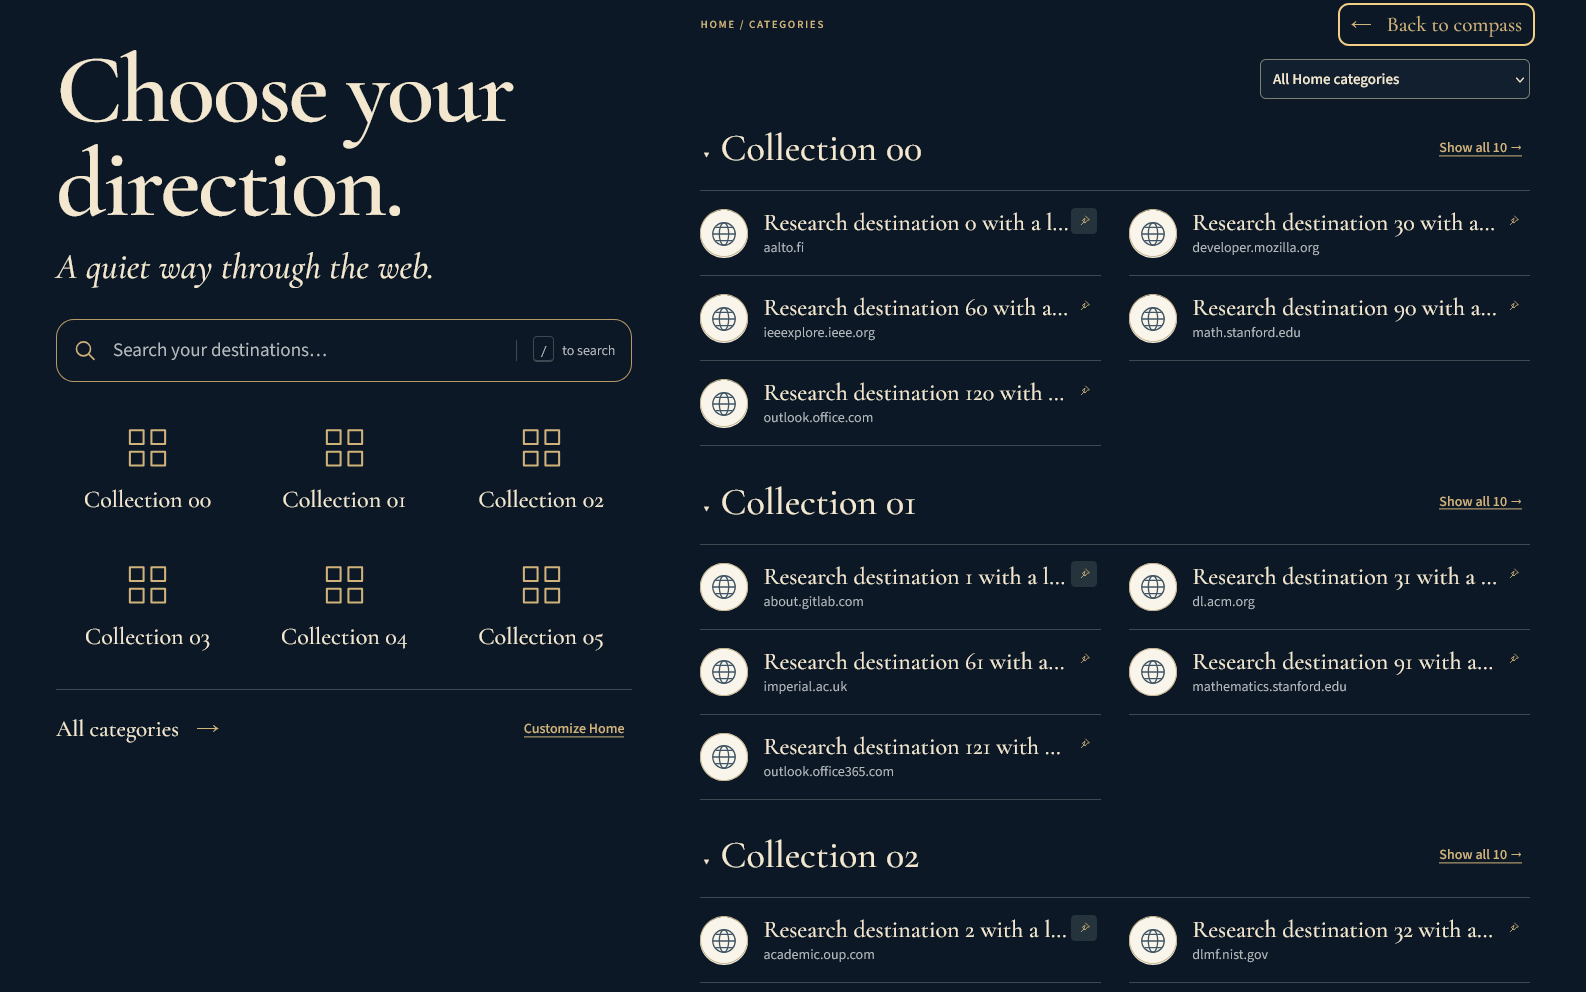 Choose your
direction.
A quiet way through the web.
Search your destinations…
/ to search
Collection 00
Collection 01
Collection 02
Collection 03
Collection 04
Collection 05
All categories →
Customize Home
HOME / CATEGORIES
← Back to compass
All Home categories
Collection 00
Show all 10 →
Research destination 0 with a l…
aalto.fi
Research destination 30 with a…
developer.mozilla.org
Research destination 60 with a…
ieeexplore.ieee.org
Research destination 90 with a…
math.stanford.edu
Research destination 120 with …
outlook.office.com
Collection 01
Show all 10 →
Research destination 1 with a l…
about.gitlab.com
Research destination 31 with a …
dl.acm.org
Research destination 61 with a…
imperial.ac.uk
Research destination 91 with a…
mathematics.stanford.edu
Research destination 121 with …
outlook.office365.com
Collection 02
Show all 10 →
Research destination 2 with a l…
academic.oup.com
Research destination 32 with a…
dlmf.nist.gov